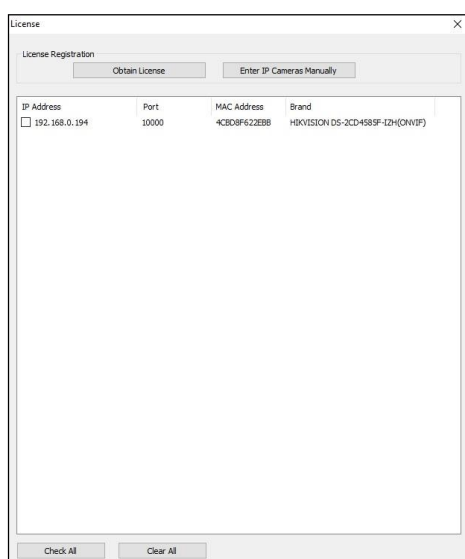 License
License Registration
Obtain License Enter IP Cameras Manually
IP Address Port MAC Address Brand
192.168.0.194 10000 4CBD8F622EBB HIKVISION DS-2CD4585F-IZH(ONVIF)
Check All Clear All